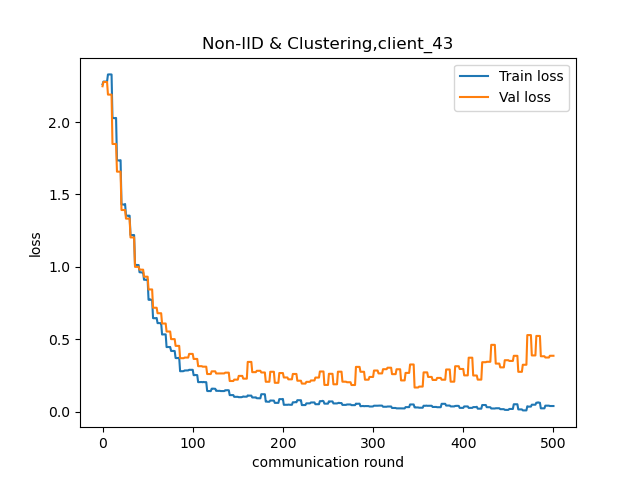 Non-IID & Clustering,client_43
Train loss
Val loss
2.0
1.5
1.0
0.5
0.0
loss
0
100
200
300
400
500
communication round